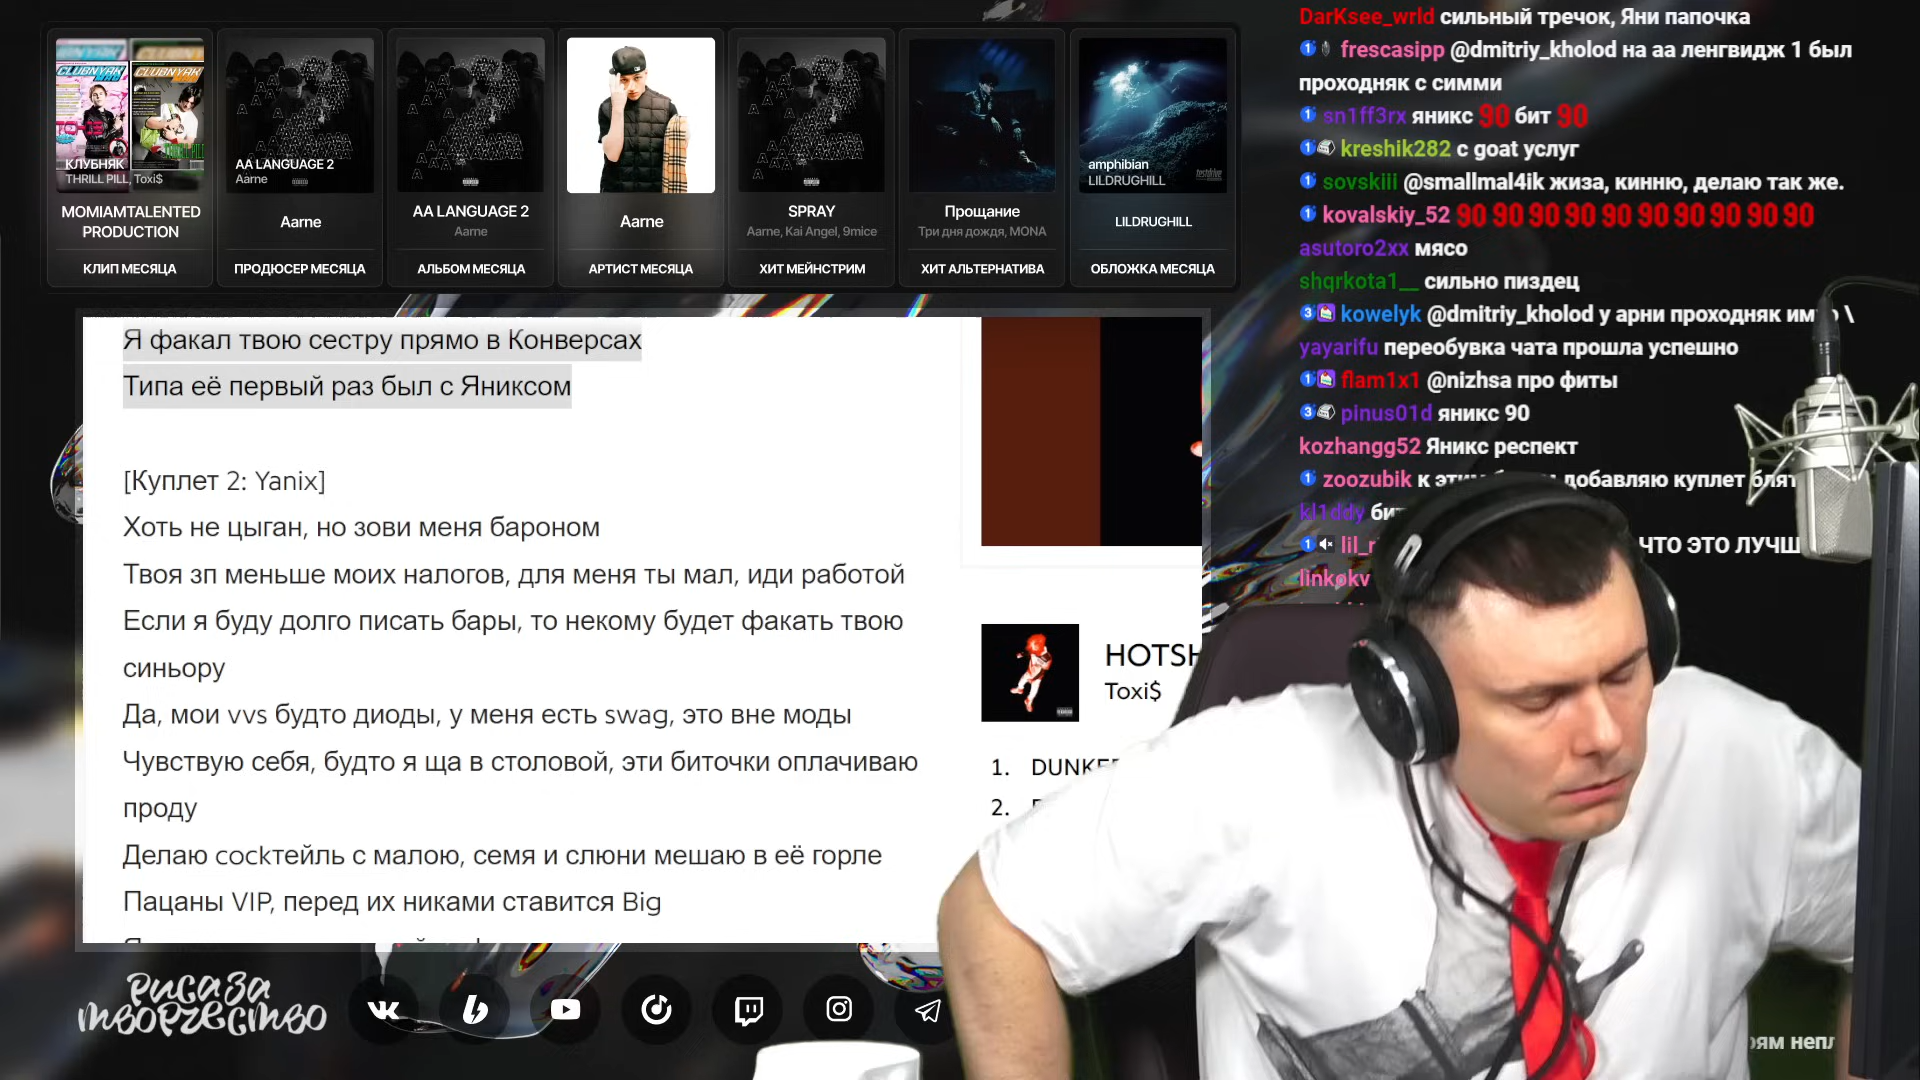 CLUBNYAK
CLUBNYAK
КЛУБНЯК
THRILL PILL, Toxi$
MOMIAMTALENTED
PRODUCTION
КЛИП МЕСЯЦА
AA LANGUAGE 2
Aarne
Aarne
ПРОДЮСЕР МЕСЯЦА
AA LANGUAGE 2
Aarne
АЛЬБОМ МЕСЯЦА
Aarne
АРТИСТ МЕСЯЦА
SPRAY
Aarne, Kai Angel, 9mice
ХИТ МЕЙНСТРИМ
Прощание
Три дня дождя, MONA
ХИТ АЛЬТЕРНАТИВА
amphibian
LILDRUGHILL
LILDRUGHILL
ОБЛОЖКА МЕСЯЦА
Я факал твою сестру прямо в Конверсах
Типа её первый раз был с Яниксом
[Куплет 2: Yanix]
Хоть не цыган, но зови меня бароном
Твоя зп меньше моих налогов, для меня ты мал, иди работой
Если я буду долго писать бары, то некому будет факать твою
синьору
Да, мои vvs будто диоды, у меня есть swag, это вне моды
Чувствую себя, будто я ща в столовой, эти биточки оплачиваю
проду
Делаю cockтейль с малою, семя и слюни мешаю в её горле
Пацаны VIP, перед их никами ставится Big
HOTSH
Toxi$
1. DUNKE
2.
DarKsee_wrld сильный тречок, Яни папочка
frescasipp @dmitriy_kholod на аа ленгвидж 1 был
проходняк с симми
sn1ff3rx яникс 90 бит 90
kreshik282 с goat услуг
sovskiii @smallmal4ik жиза, кинню, делаю так же.
kovalskiy_52 90 90 90 90 90 90 90 90 90 90
asutoro2xx мясо
shqrkota1__ сильно пиздец
kowelyk @dmitriy_kholod у арни проходняк
yayarifu переобувка чата прошла успешно
flam1x1 @nizhsa про фиты
pinus01d яникс 90
kozhangg52 Яникс респект
zoozubik к добавляю куплет
kl1ddy
ЧТО ЭТО ЛУЧШ
linkokv
рисаза
творчество